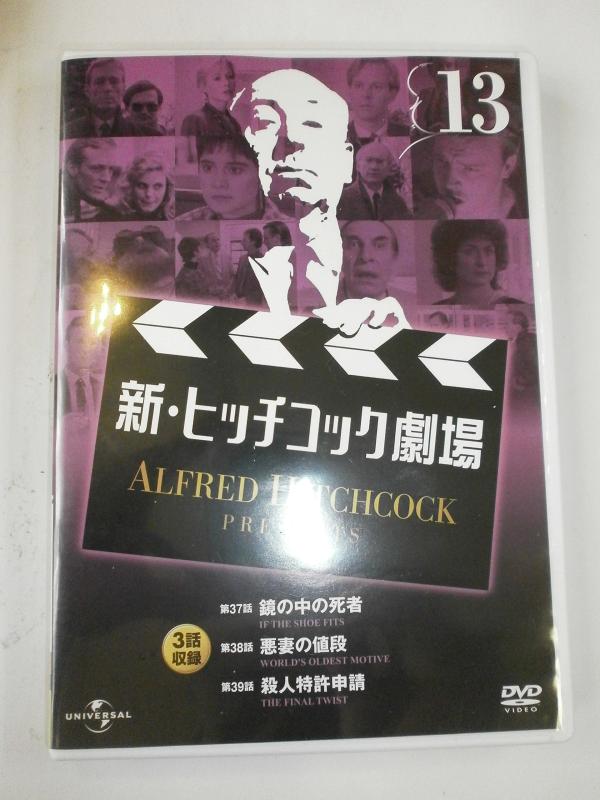 13
新・ヒッチコック劇場
ALFRED HITCHCOCK
PRESENTS
3話
収録
第37話 鏡の中の死者
IF THE SHOE FITS
第38話 悪妻の値段
WORLD'S OLDEST MOTIVE
第39話 殺人特許申請
THE FINAL TWIST
UNIVERSAL
DVD
VIDEO